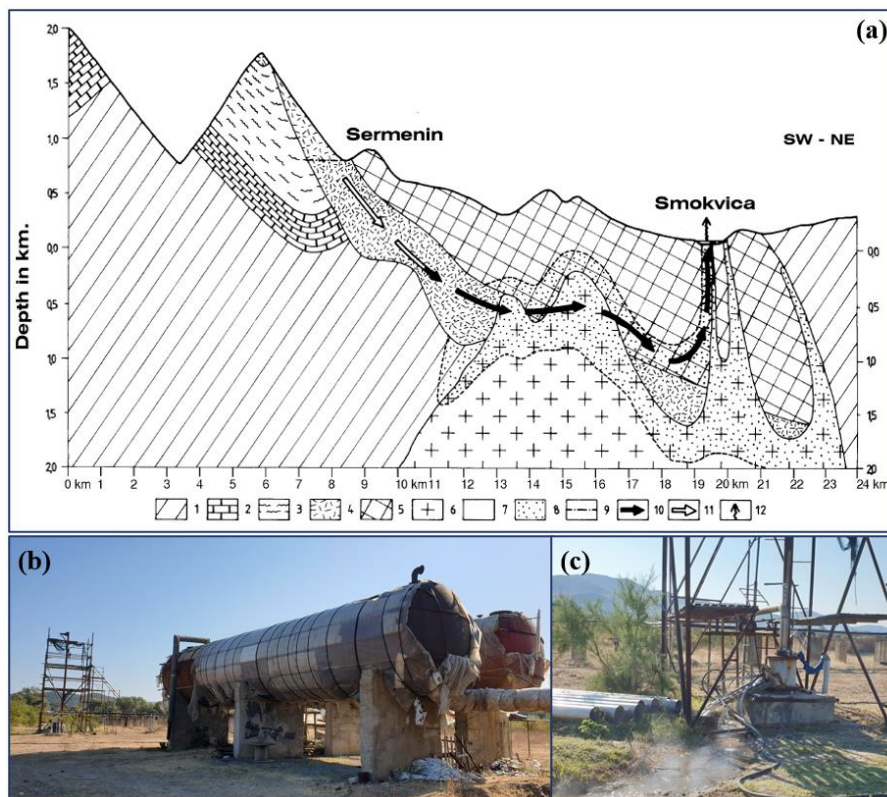 (a)
2,0
1,5
1,0
Sermenin
SW - NE
0,5
Smokvica
0,0
0,0
Depth in km.
0,5
0,5
1,0
1,0
1,5
1,5
2,0
2,0
0 km 1 2 3 4 5 6 7 8 9 10 km 11 12 13 14 15 16 17 18 19 20 km 21 22 23 24 km
1 2 3 4 5 6 7 8 9 10 11 12
(b)
(c)